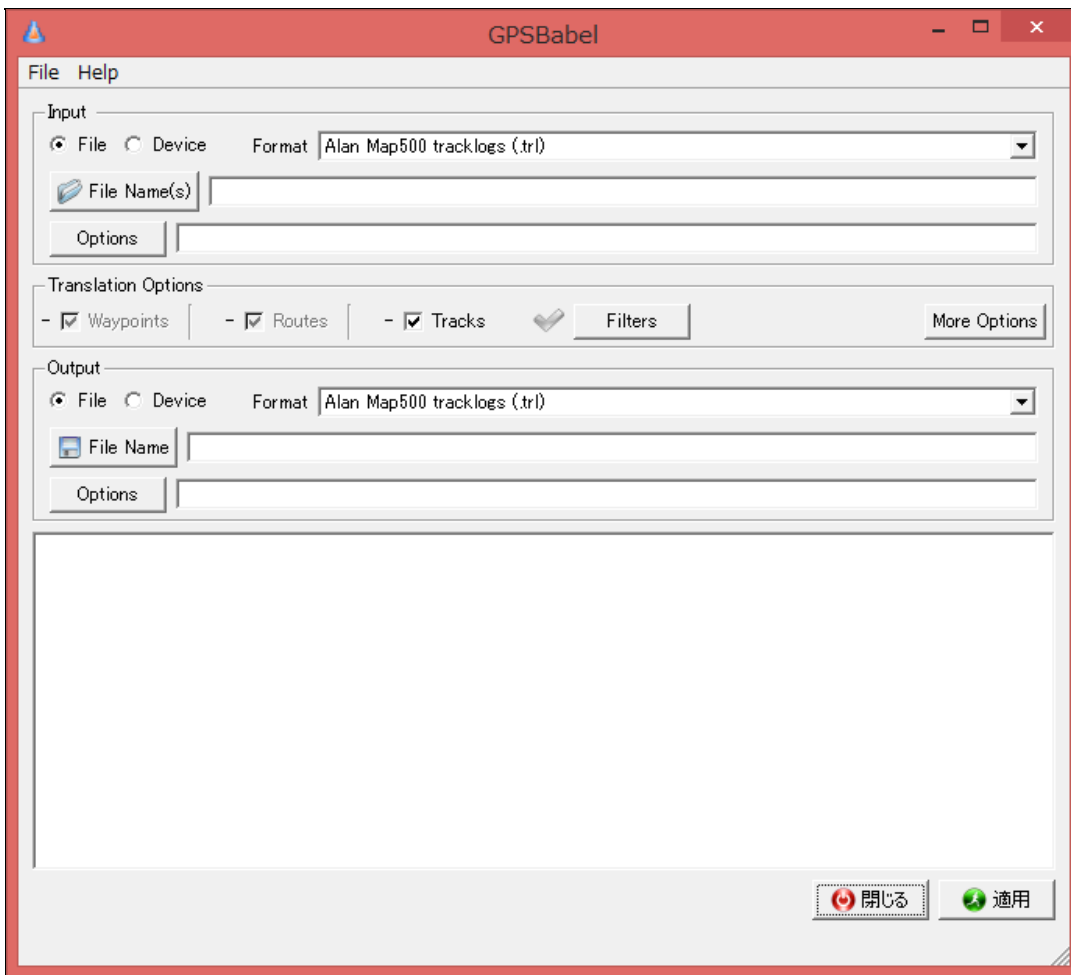 GPSBabel
File Help
Input
File Device Format Alan Map500 tracklogs (.trl)
File Name(s)
Options
Translation Options
- Waypoints - Routes - Tracks Filters More Options
Output
File Device Format Alan Map500 tracklogs (.trl)
File Name
Options
閉じる 適用